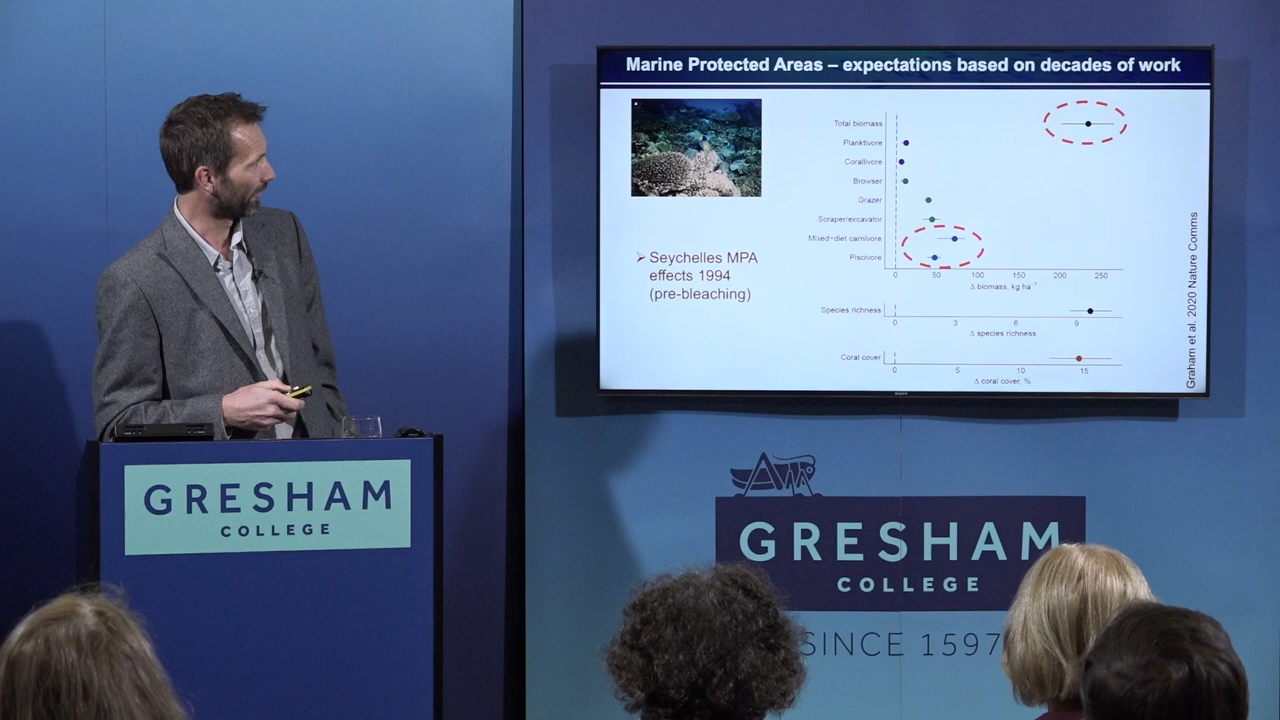 Marine Protected Areas – expectations based on decades of work
Total biomass
Planktivore
Corallivore
Browser
Grazer
Scraper/excavator
Mixed−diet carnivore
Piscivore
0 50 100 150 200 250
Δ biomass, kg ha⁻¹
Species richness
0 3 6 9
Δ species richness
Coral cover
0 5 10 15
Δ coral cover, %
➢ Seychelles MPA
effects 1994
(pre-bleaching)
Graham et al. 2020 Nature Comms
SONY
GRESHAM
COLLEGE
GRESHAM
COLLEGE
SINCE 1597